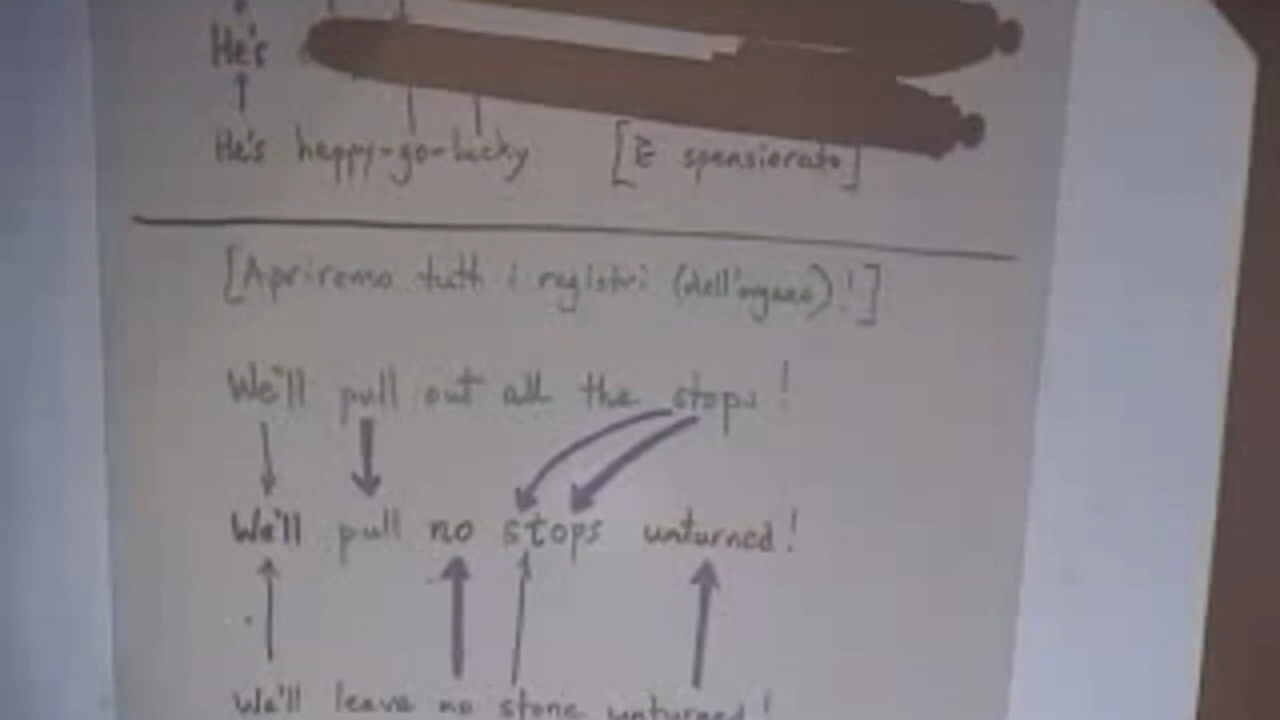 He's
He's happy-go-lucky [È spensierato]
[Apriremo tutti i registri (dell'organo)!]
We'll pull out all the stops!
We'll pull no stops unturned!
We'll leave no stone unturned!